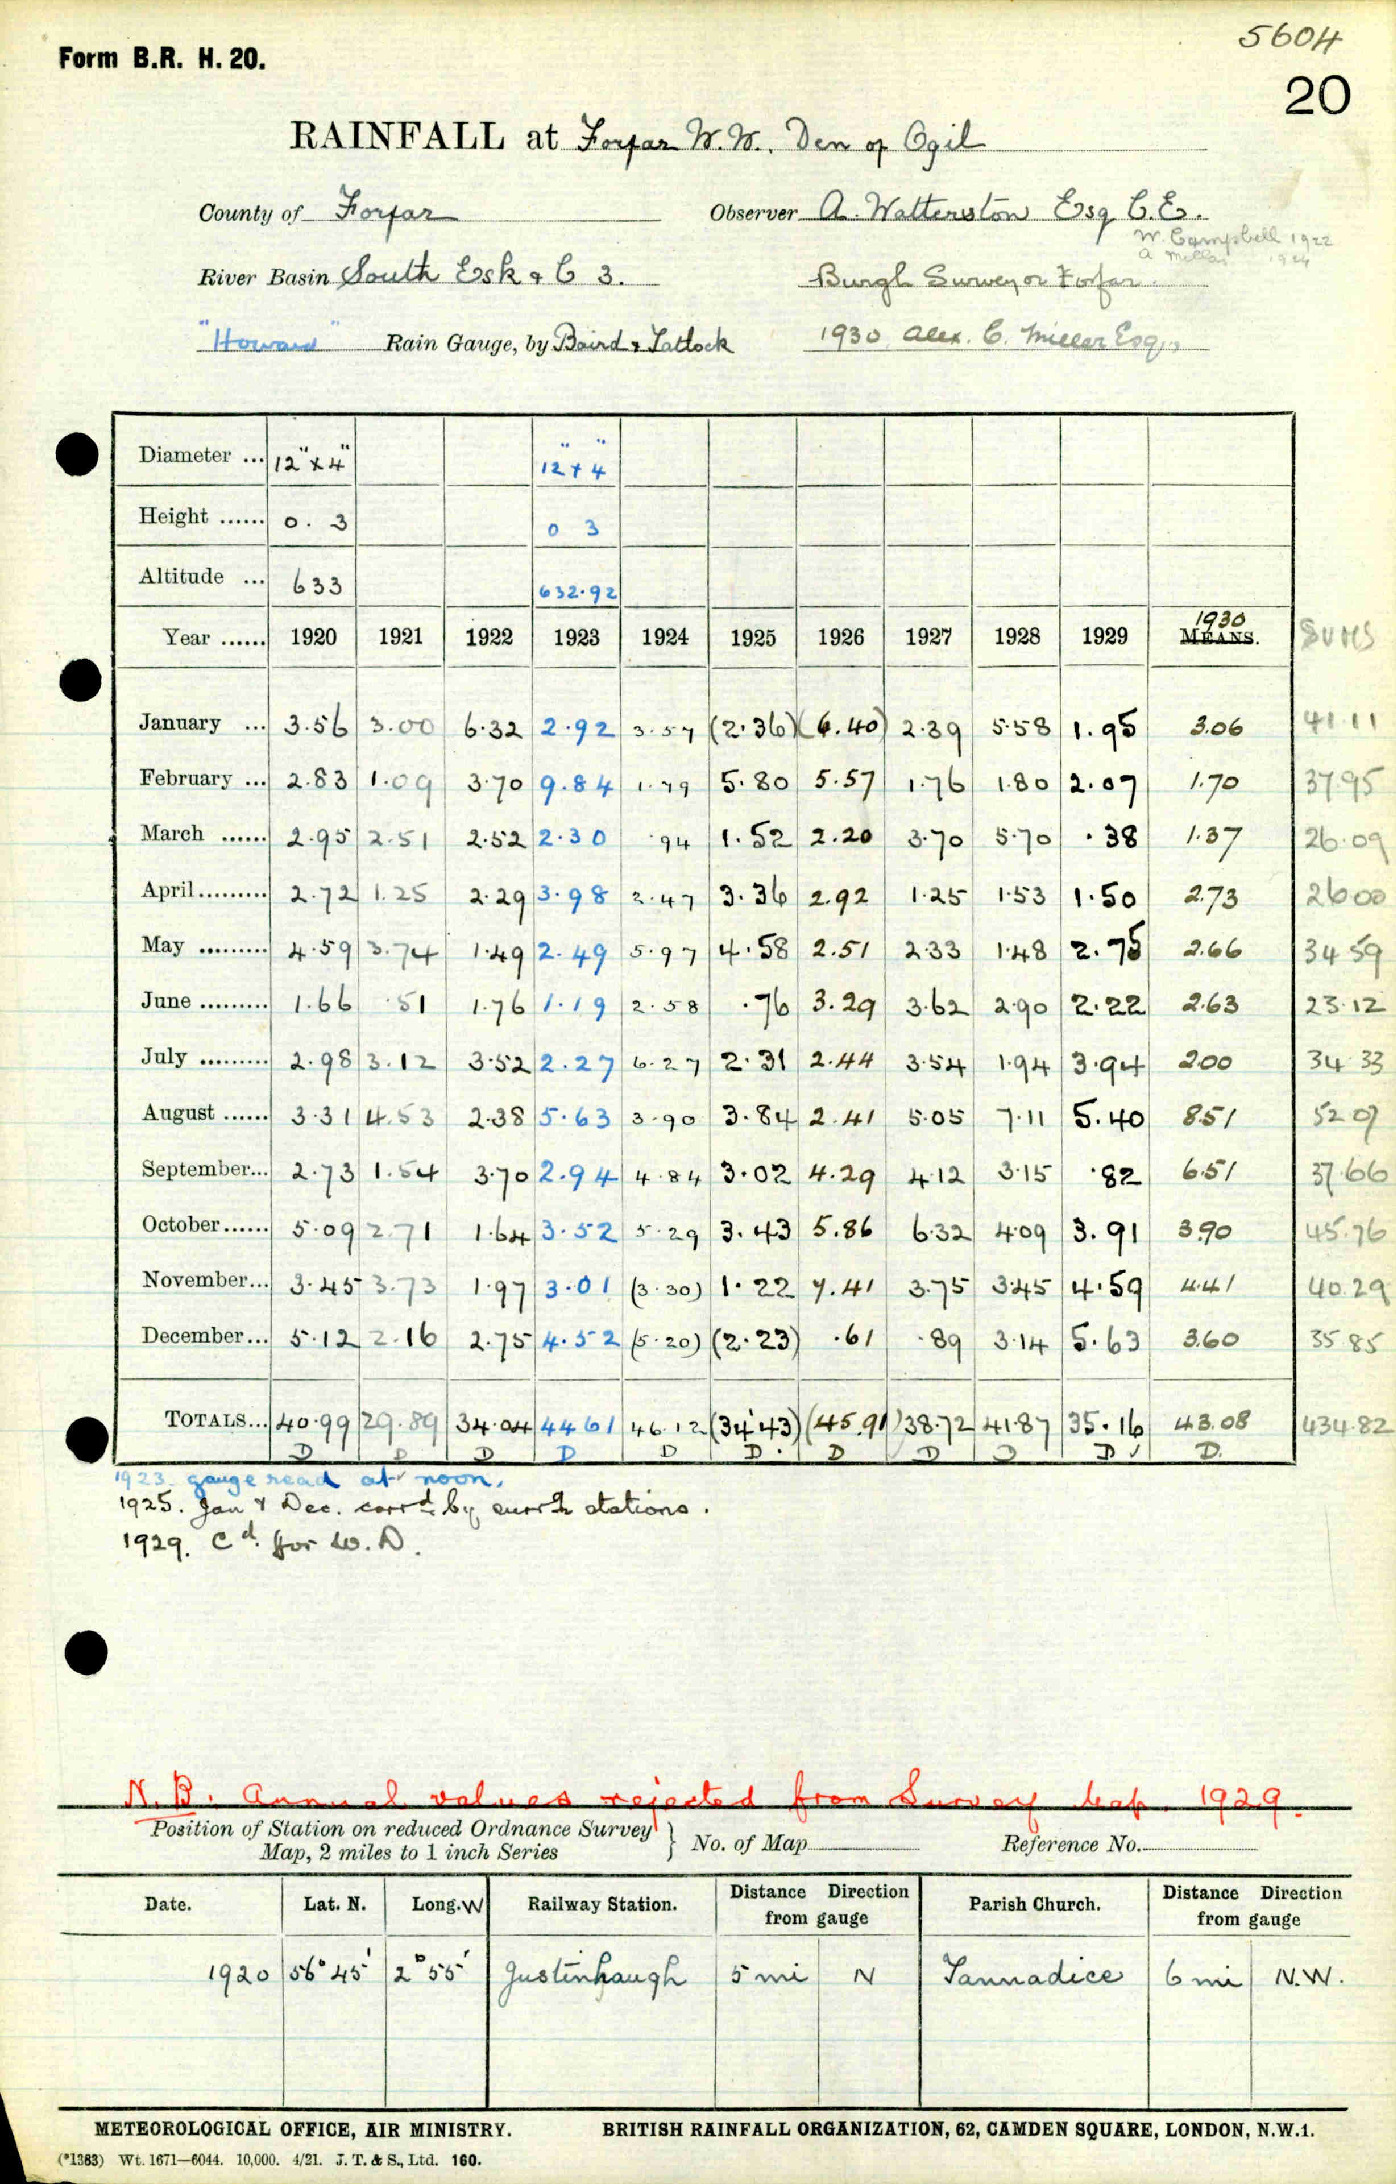 5604
Form B.R. H. 20.
20
RAINFALL at Forfar W.W. Den of Ogil
County of Forfar Observer A. Watterston Esq C.E.
W. Campbell 1922
A Millar 1924
River Basin South Esk & C 3. Burgh Surveyor Forfar
"Howard" Rain Gauge, by Baird & Tatlock 1930 Alex. C. Miller Esq.,
Diameter ... 12" x 4" 12" x 4"
Height ...... 0. 3 0 3
Altitude ... 633 632.92
1930
Year ...... 1920 1921 1922 1923 1924 1925 1926 1927 1928 1929 MEANS. SUMS
January ... 3.56 3.00 6.32 2.92 3.57 (2.36) (6.40) 2.39 5.58 1.95 3.06 41.11
February ... 2.83 1.09 3.70 9.84 1.79 5.80 5.57 1.76 1.80 2.07 1.70 37.95
March ...... 2.95 2.51 2.52 2.30 .94 1.52 2.20 3.70 5.70 .38 1.37 26.09
April ......... 2.72 1.25 2.29 3.98 2.47 3.36 2.92 1.25 1.53 1.50 2.73 26.00
May ......... 4.59 3.74 1.49 2.49 5.97 4.58 2.51 2.33 1.48 2.75 2.66 34.59
June ......... 1.66 .51 1.76 1.19 2.58 .76 3.29 3.62 2.90 2.22 2.63 23.12
July ......... 2.98 3.12 3.52 2.27 6.27 2.31 2.44 3.54 1.94 3.94 2.00 34.33
August ...... 3.31 4.53 2.38 5.63 3.90 3.84 2.41 5.05 7.11 5.40 8.51 52.07
September... 2.73 1.54 3.70 2.94 4.84 3.02 4.29 4.12 3.15 .82 6.51 37.66
October...... 5.09 2.71 1.64 3.52 5.29 3.43 5.86 6.32 4.09 3.91 3.90 45.76
November... 3.45 3.73 1.97 3.01 (3.30) 1.22 7.41 3.75 3.45 4.59 4.41 40.29
December... 5.12 2.16 2.75 4.52 (5.20) (2.23) .61 .89 3.14 5.63 3.60 35.85
TOTALS... 40.99 29.89 34.04 44.61 46.12 (34.43) (45.91) 38.72 41.87 35.16 43.08 434.82
D D D D D D D D D D D.
1923. gauge read at noon.
1925. Jan & Dec. corrd. by surrdg stations.
1929. Cd. for W.D.
N.B. Annual values rejected from Survey Map. 1929.
Position of Station on reduced Ordnance Survey } No. of Map Reference No.
Map, 2 miles to 1 inch Series
Date. Lat. N. Long. W Railway Station. Distance Direction from gauge Parish Church. Distance Direction from gauge
1920 56° 45' 2° 55' Justinhaugh 5 mi N Tannadice 6 mi N.W.
METEOROLOGICAL OFFICE, AIR MINISTRY. BRITISH RAINFALL ORGANIZATION, 62, CAMDEN SQUARE, LONDON, N.W.1.
(*1383) Wt. 1671—6044. 10,000. 4/21. J. T. & S., Ltd. 160.